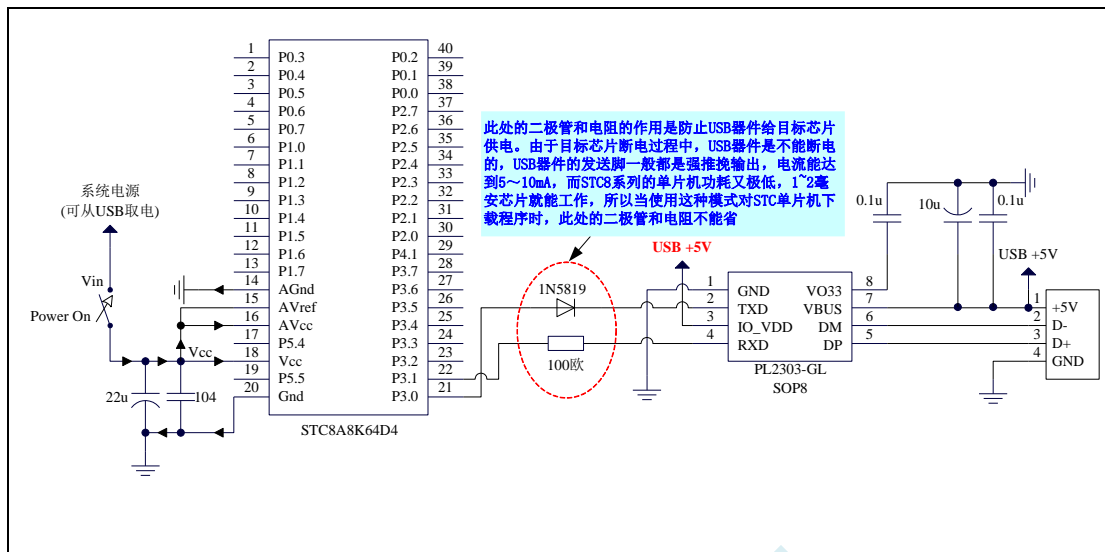 此处的二极管和电阻的作用是防止USB器件给目标芯片
供电。由于目标芯片断电过程中，USB器件是不能断电
的，USB器件的发送脚一般都是强推挽输出，电流能达
到5～10mA，而STC8系列的单片机功耗又极低，1~2毫
安芯片就能工作，所以当使用这种模式对STC单片机下
载程序时，此处的二极管和电阻不能省
系统电源
(可从USB取电)
Vin
Power On
Vcc
22u
104
1 P0.3 P0.2 40
2 P0.4 P0.1 39
3 P0.5 P0.0 38
4 P0.6 P2.7 37
5 P0.7 P2.6 36
6 P1.0 P2.5 35
7 P1.1 P2.4 34
8 P1.2 P2.3 33
9 P1.3 P2.2 32
10 P1.4 P2.1 31
11 P1.5 P2.0 30
12 P1.6 P4.1 29
13 P1.7 P3.7 28
14 AGnd P3.6 27
15 AVref P3.5 26
16 AVcc P3.4 25
17 P5.4 P3.3 24
18 Vcc P3.2 23
19 P5.5 P3.1 22
20 Gnd P3.0 21
STC8A8K64D4
1N5819
100欧
USB +5V
1 GND VO33 8
2 TXD VBUS 7
3 IO_VDD DM 6
4 RXD DP 5
PL2303-GL
SOP8
0.1u
10u
0.1u
USB +5V
1 +5V
2 D-
3 D+
4 GND